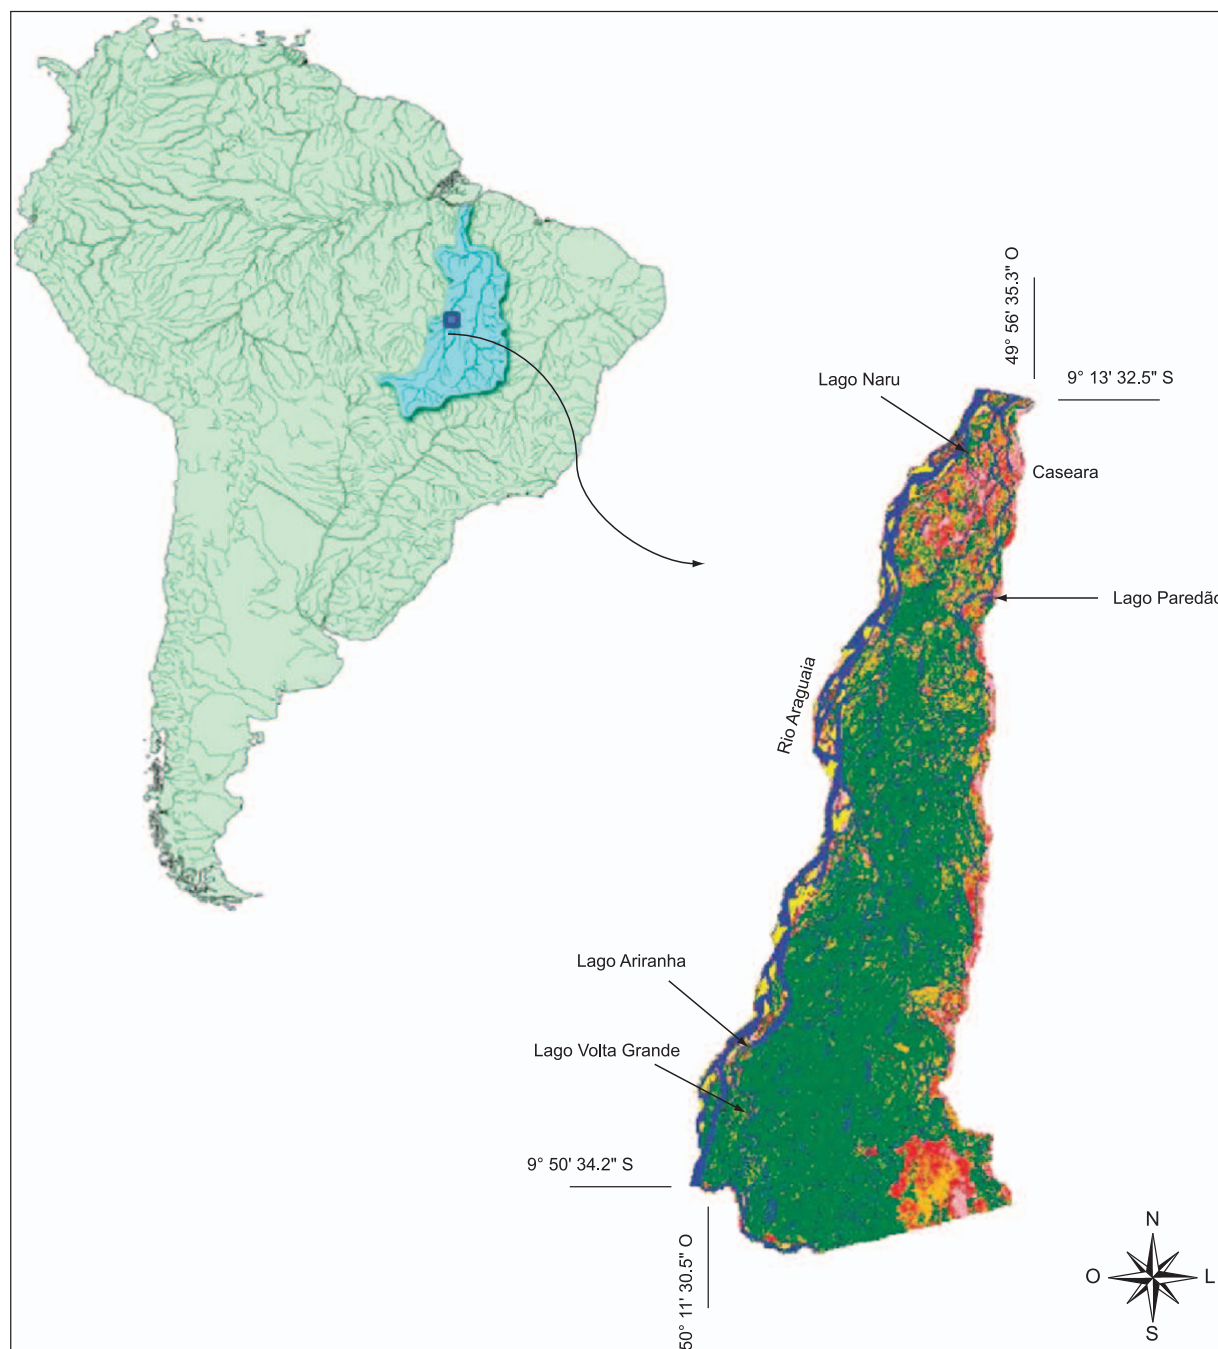 49° 56' 35.3" O
9° 13' 32.5" S
Lago Naru
Caseara
Lago Paredão
Rio Araguaia
Lago Ariranha
Lago Volta Grande
9° 50' 34.2" S
50° 11' 30.5" O
N
O
L
S